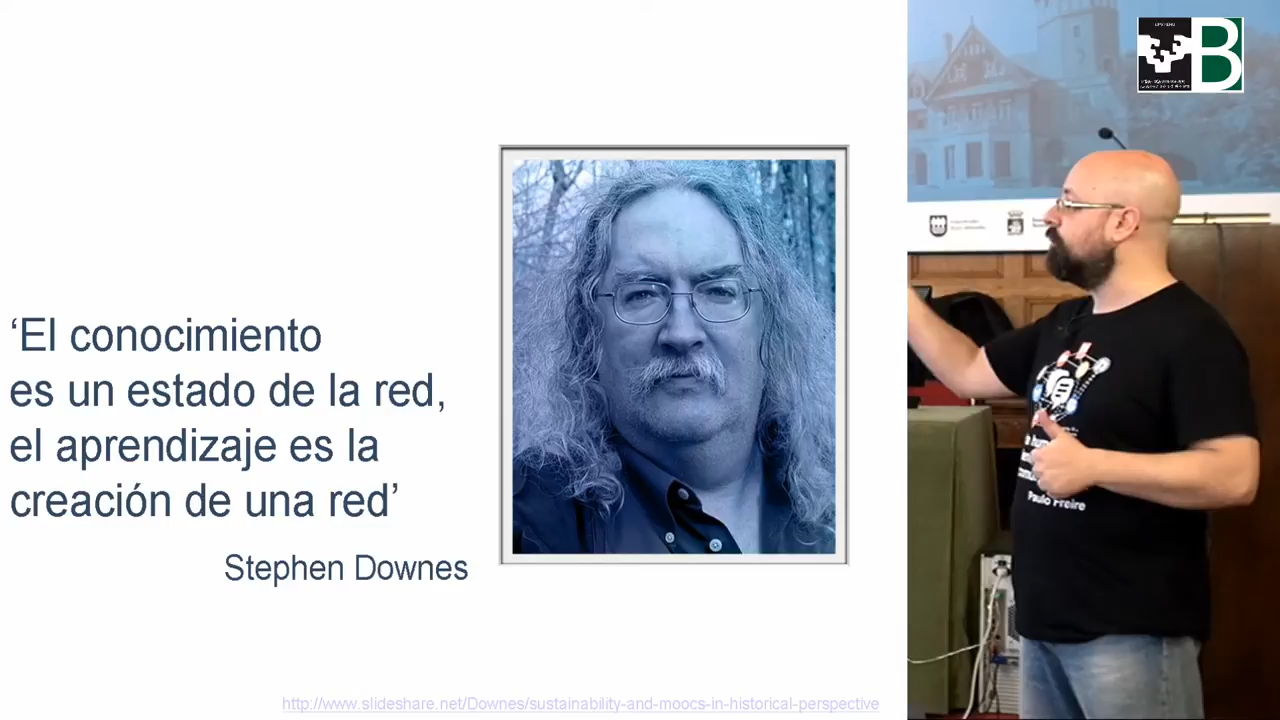 ‘El conocimiento
es un estado de la red,
el aprendizaje es la
creación de una red’
Stephen Downes
http://www.slideshare.net/Downes/sustainability-and-moocs-in-historical-perspective
B
Paulo Freire